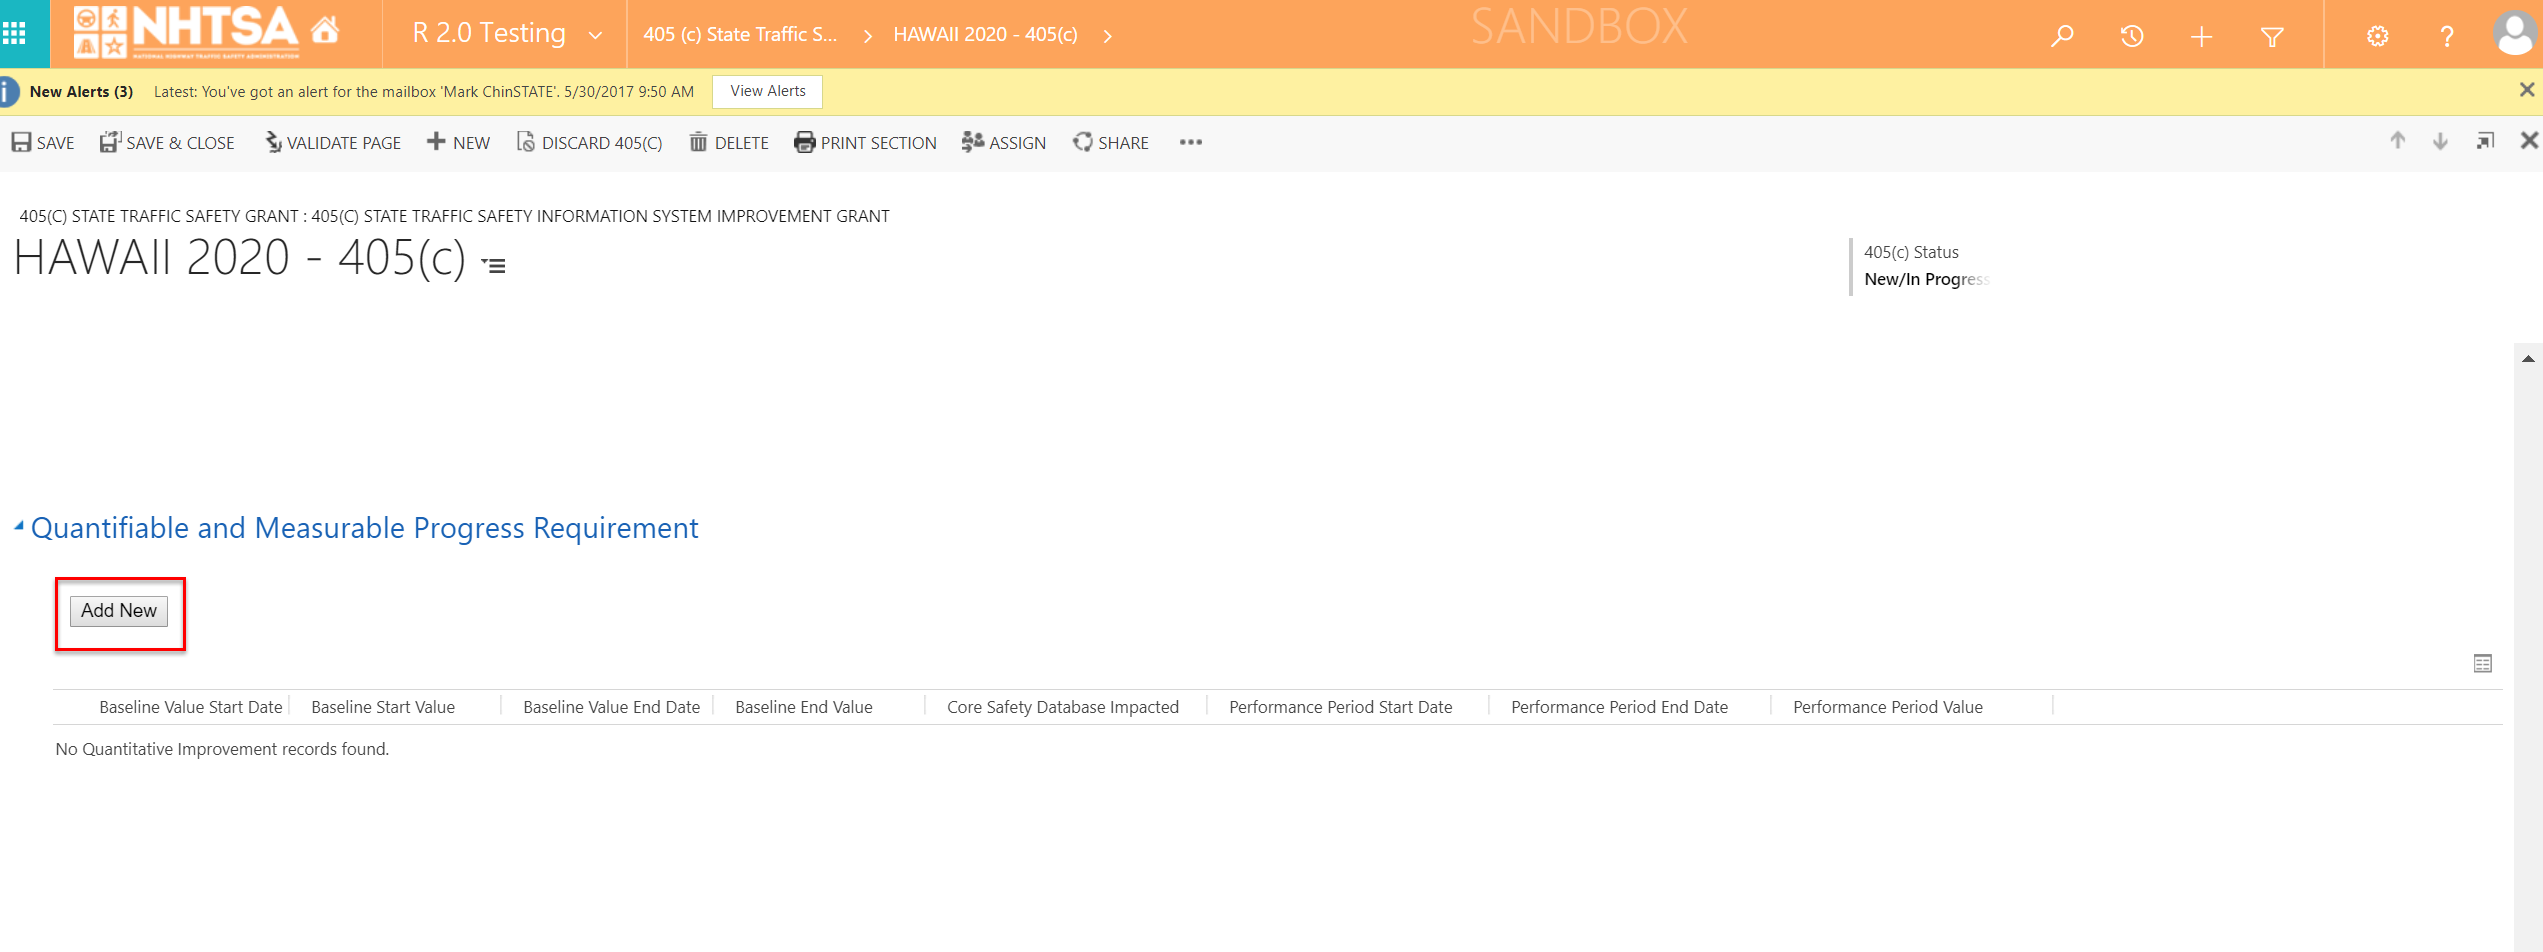 NHTSA
NATIONAL HIGHWAY TRAFFIC SAFETY ADMINISTRATION
R 2.0 Testing
405 (c) State Traffic S...
HAWAII 2020 - 405(c)
SANDBOX
New Alerts (3) Latest: You've got an alert for the mailbox 'Mark ChinSTATE'. 5/30/2017 9:50 AM View Alerts
SAVE SAVE & CLOSE VALIDATE PAGE NEW DISCARD 405(C) DELETE PRINT SECTION ASSIGN SHARE
405(C) STATE TRAFFIC SAFETY GRANT : 405(C) STATE TRAFFIC SAFETY INFORMATION SYSTEM IMPROVEMENT GRANT
HAWAII 2020 - 405(c)
405(c) Status
New/In Progress
Quantifiable and Measurable Progress Requirement
Add New
Baseline Value Start Date Baseline Start Value Baseline Value End Date Baseline End Value Core Safety Database Impacted Performance Period Start Date Performance Period End Date Performance Period Value
No Quantitative Improvement records found.